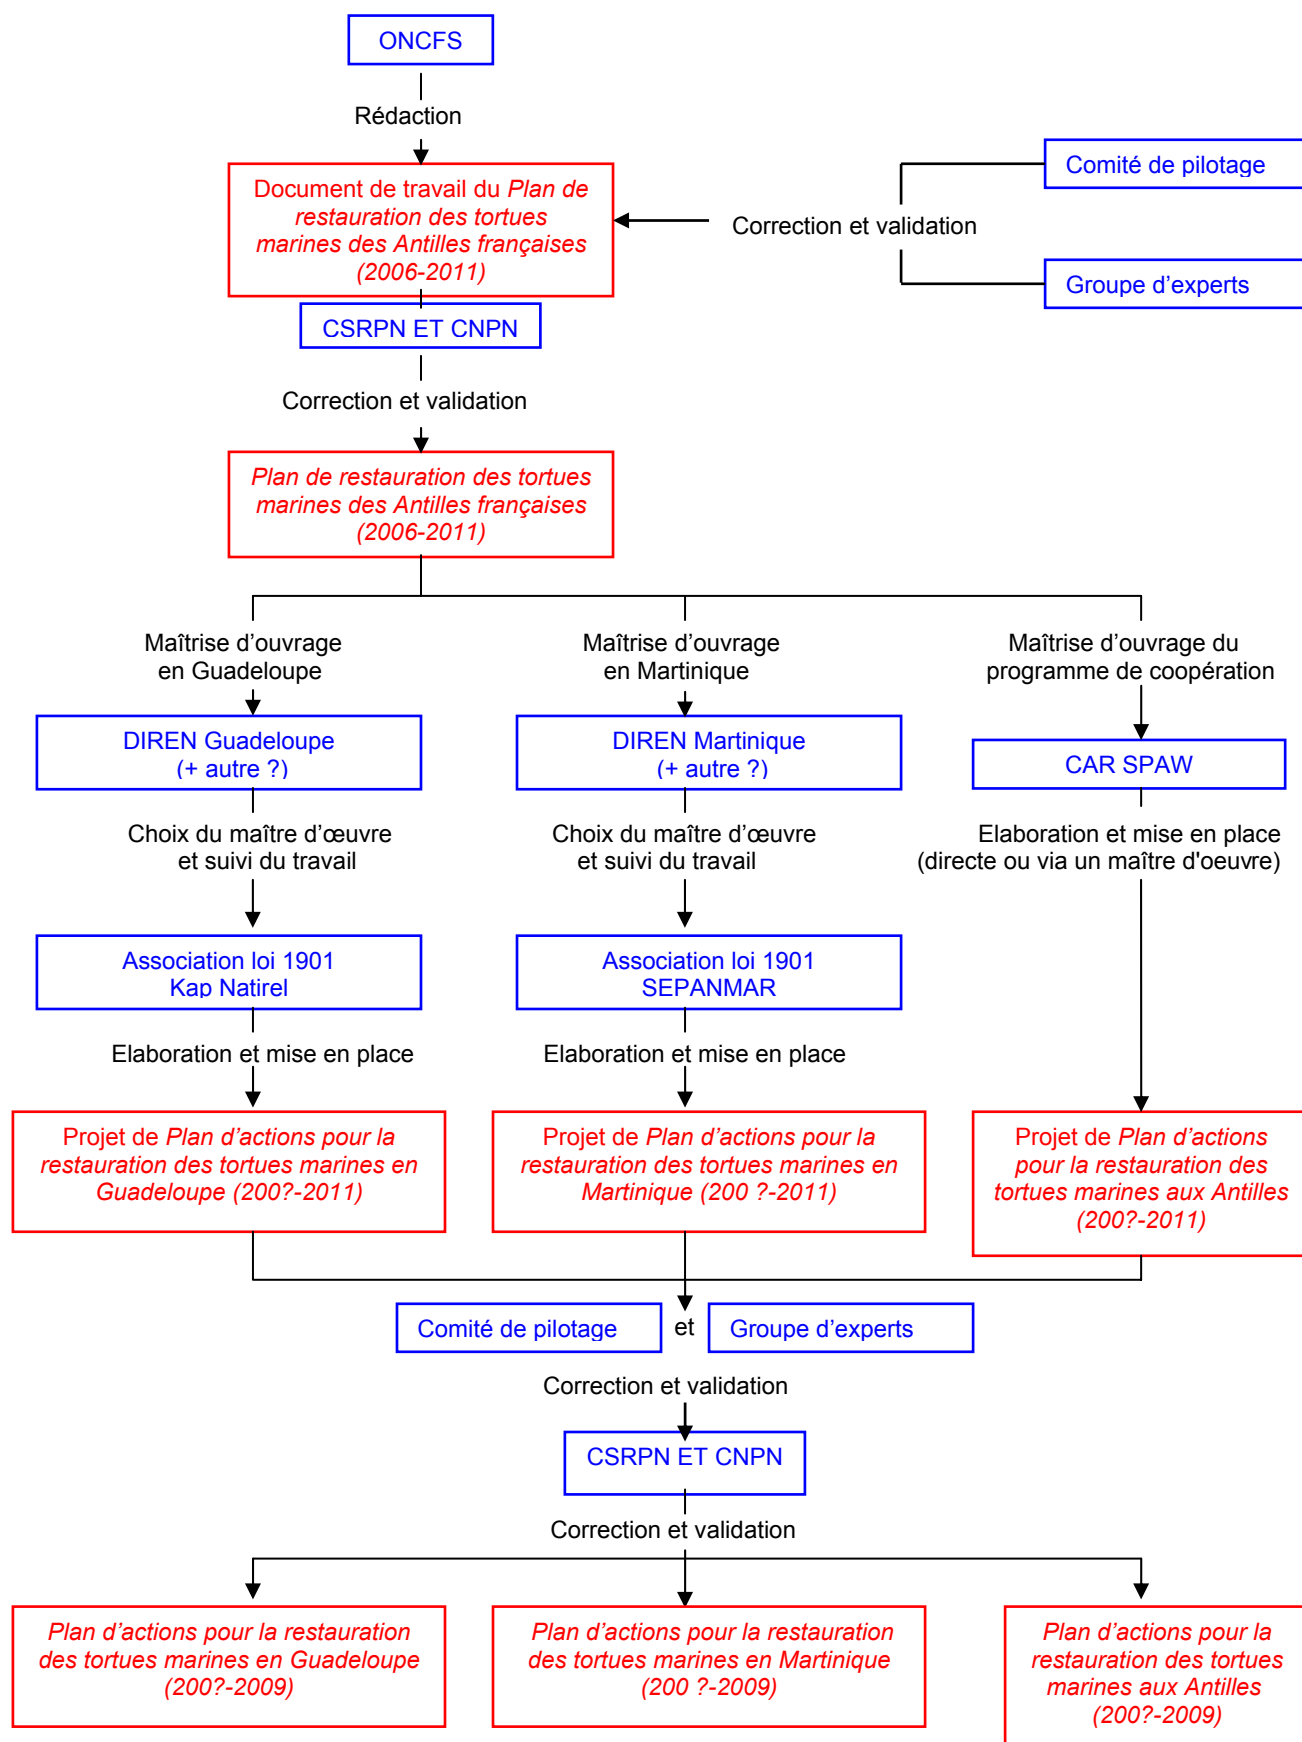 ONCFS
Rédaction
Document de travail du Plan de
restauration des tortues
marines des Antilles françaises
(2006-2011)
Comité de pilotage
Correction et validation
Groupe d'experts
CSRPN ET CNPN
Correction et validation
Plan de restauration des tortues
marines des Antilles françaises
(2006-2011)
Maîtrise d'ouvrage
en Guadeloupe
Maîtrise d'ouvrage
en Martinique
Maîtrise d'ouvrage du
programme de coopération
DIREN Guadeloupe
(+ autre ?)
DIREN Martinique
(+ autre ?)
CAR SPAW
Choix du maître d'œuvre
et suivi du travail
Choix du maître d'œuvre
et suivi du travail
Elaboration et mise en place
(directe ou via un maître d'oeuvre)
Association loi 1901
Kap Natirel
Association loi 1901
SEPANMAR
Elaboration et mise en place
Elaboration et mise en place
Projet de Plan d'actions pour la
restauration des tortues marines en
Guadeloupe (200?-2011)
Projet de Plan d'actions pour la
restauration des tortues marines en
Martinique (200 ?-2011)
Projet de Plan d'actions
pour la restauration des
tortues marines aux Antilles
(200?-2011)
Comité de pilotage
et
Groupe d'experts
Correction et validation
CSRPN ET CNPN
Correction et validation
Plan d'actions pour la restauration
des tortues marines en Guadeloupe
(200?-2009)
Plan d'actions pour la restauration
des tortues marines en Martinique
(200 ?-2009)
Plan d'actions pour la
restauration des tortues
marines aux Antilles
(200?-2009)